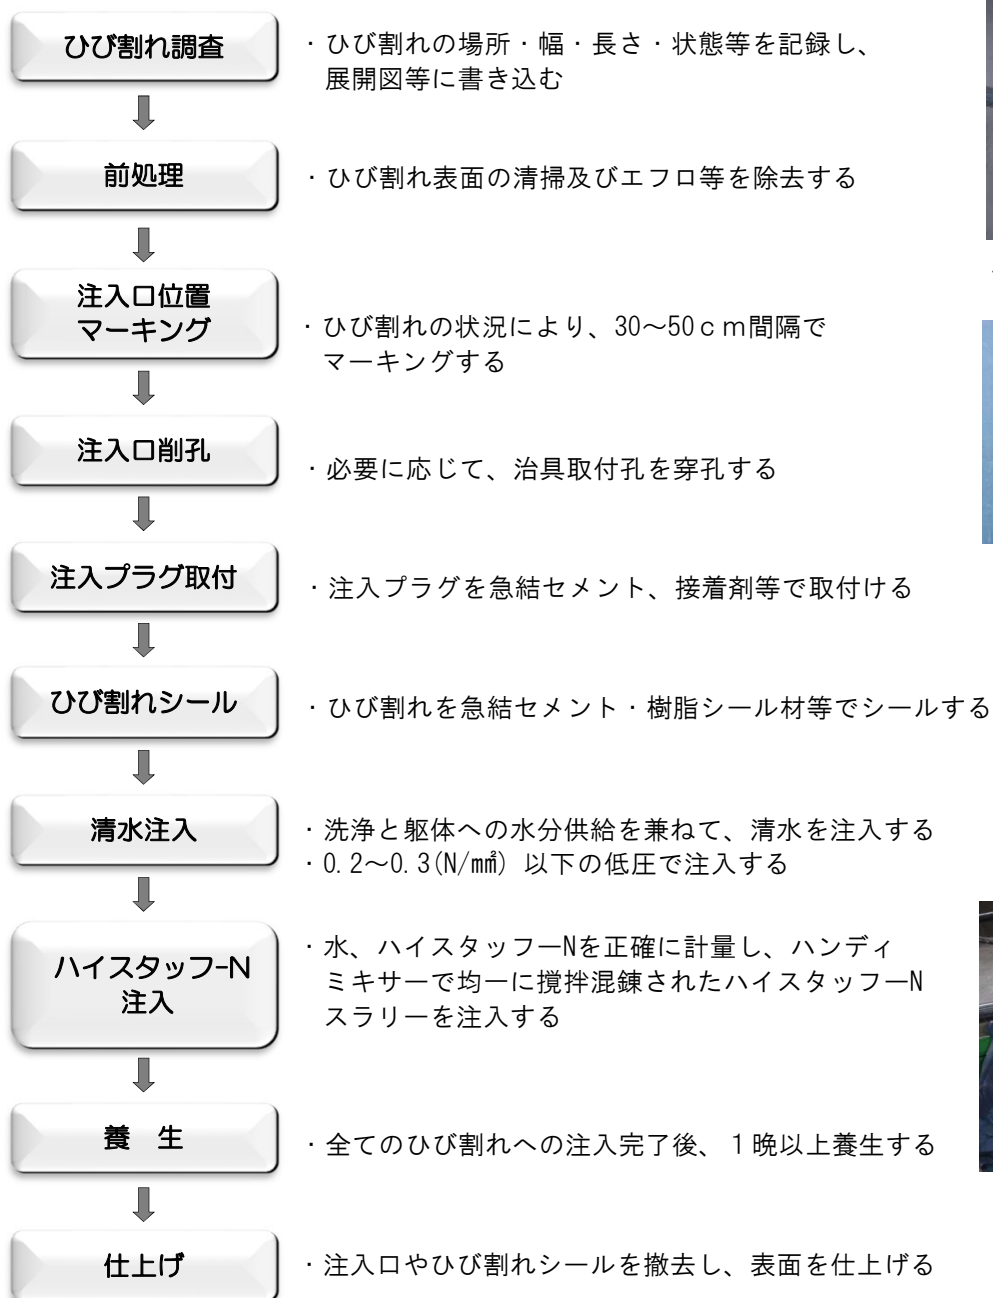 ひび割れ調査
・ひび割れの場所・幅・長さ・状態等を記録し、
展開図等に書き込む
前処理
・ひび割れ表面の清掃及びエフロ等を除去する
注入口位置
マーキング
・ひび割れの状況により、30～50ｃｍ間隔で
マーキングする
注入口削孔
・必要に応じて、治具取付孔を穿孔する
注入プラグ取付
・注入プラグを急結セメント、接着剤等で取付ける
ひび割れシール
・ひび割れを急結セメント・樹脂シール材等でシールする
清水注入
・洗浄と躯体への水分供給を兼ねて、清水を注入する
・0.2～0.3(N/m㎡) 以下の低圧で注入する
ハイスタッフ-N
注入
・水、ハイスタッフーNを正確に計量し、ハンディ
ミキサーで均一に撹拌混錬されたハイスタッフーN
スラリーを注入する
養　生
・全てのひび割れへの注入完了後、１晩以上養生する
仕上げ
・注入口やひび割れシールを撤去し、表面を仕上げる